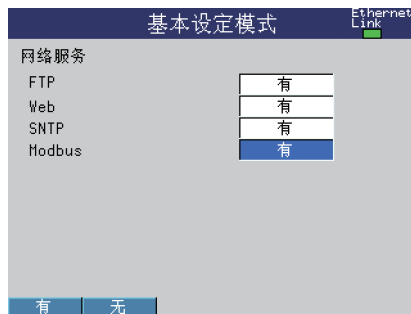 基本设定模式
Ethernet
Link
网络服务
FTP 有
Web 有
SNTP 有
Modbus 有
有 无